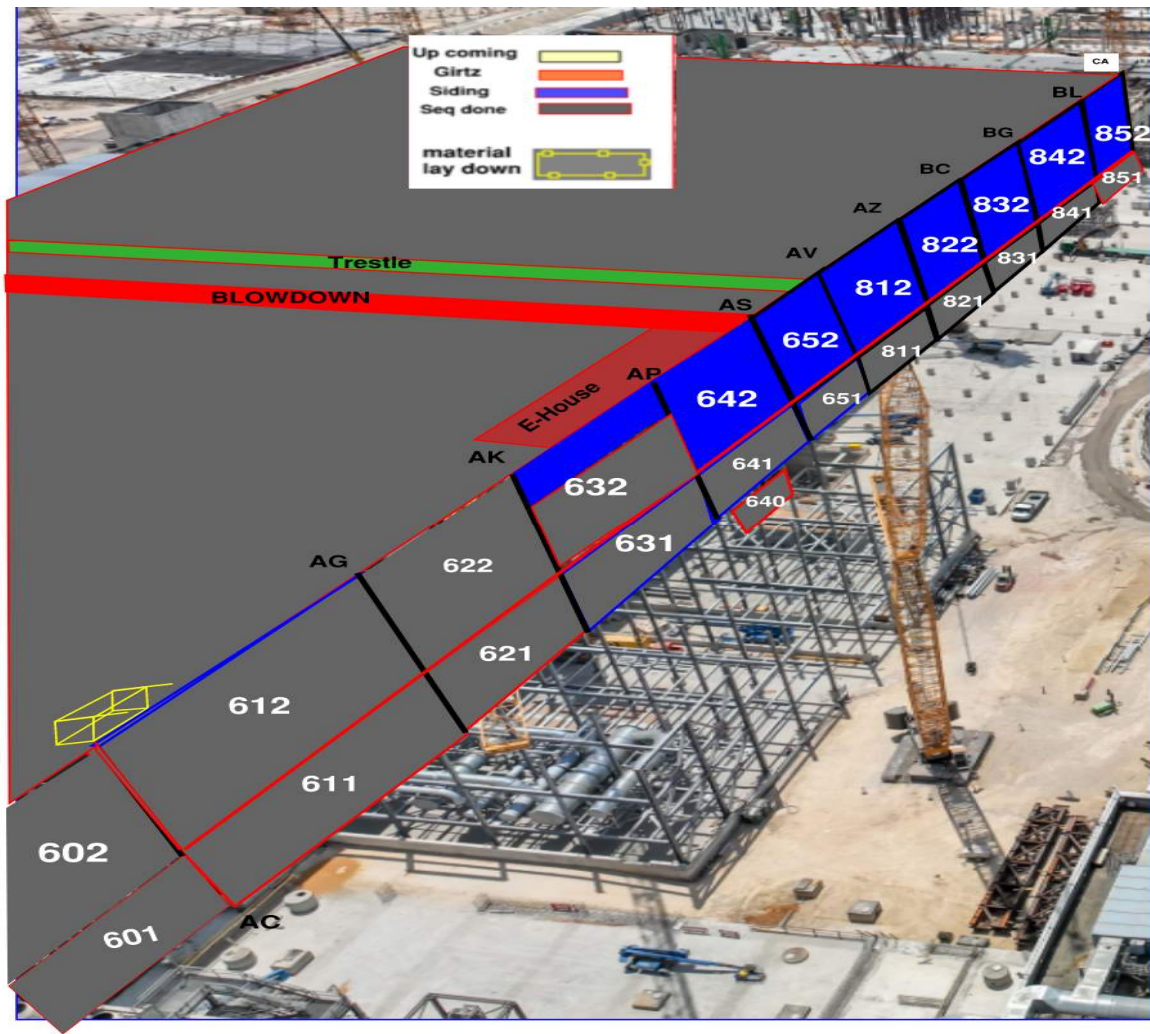 Up coming
Girtz
Siding
Seq done
material
lay down
CA
BL
852
BG
842
851
BC
832
841
AZ
822
831
AV
812
821
Trestle
BLOWDOWN
AS
652
811
E-House
AP
642
651
AK
632
641
640
631
AG
622
621
612
611
602
601
AC